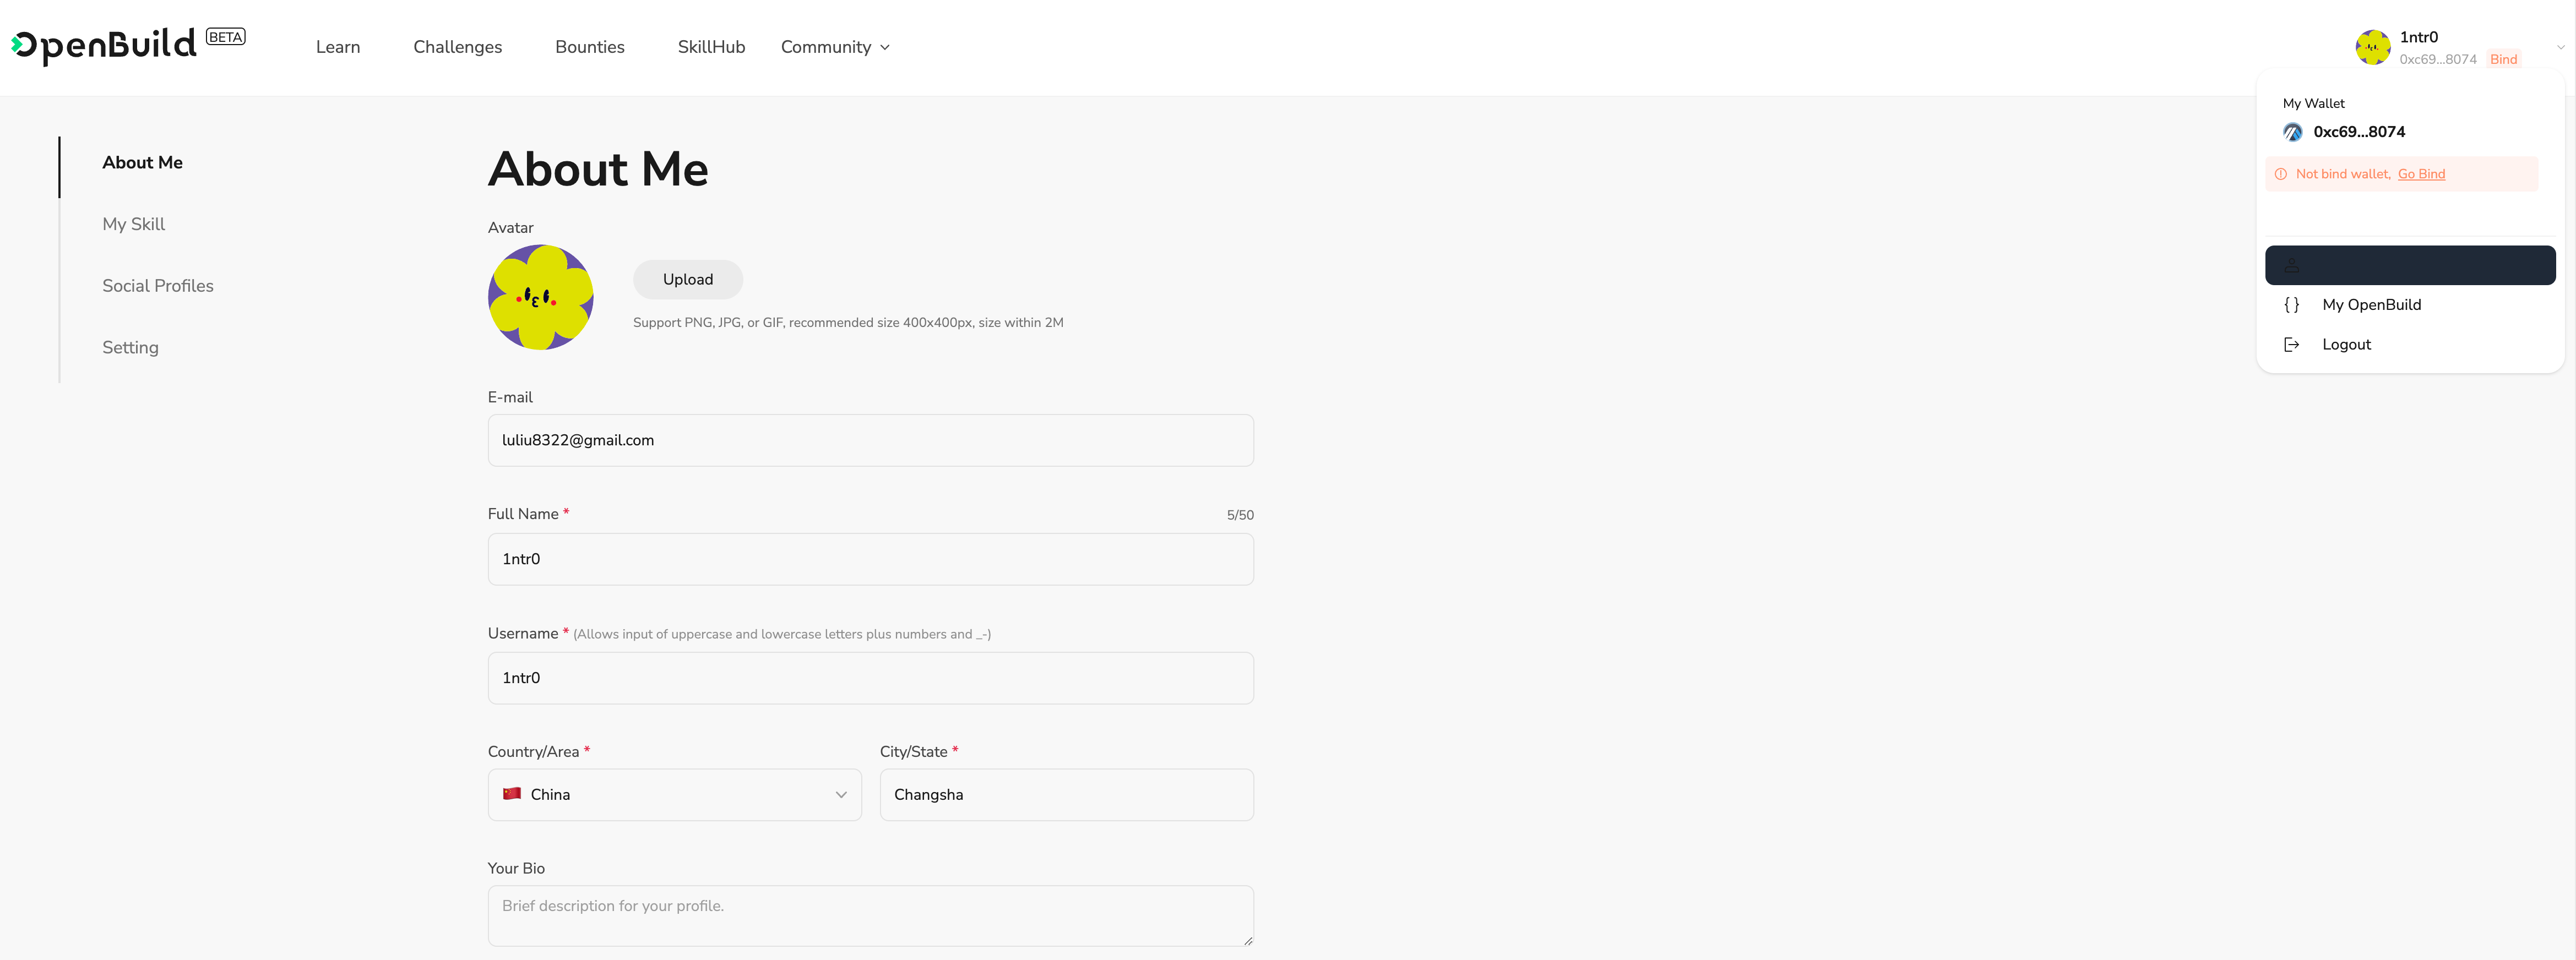 OpenBuild BETA
Learn
Challenges
Bounties
SkillHub
Community
1ntr0
0xc69...8074 Bind
My Wallet
0xc69...8074
Not bind wallet, Go Bind
My OpenBuild
Logout
About Me
My Skill
Social Profiles
Setting
About Me
Avatar
Upload
Support PNG, JPG, or GIF, recommended size 400x400px, size within 2M
E-mail
luliu8322@gmail.com
Full Name * 5/50
1ntr0
Username * (Allows input of uppercase and lowercase letters plus numbers and _-)
1ntr0
Country/Area * City/State *
China Changsha
Your Bio
Brief description for your profile.